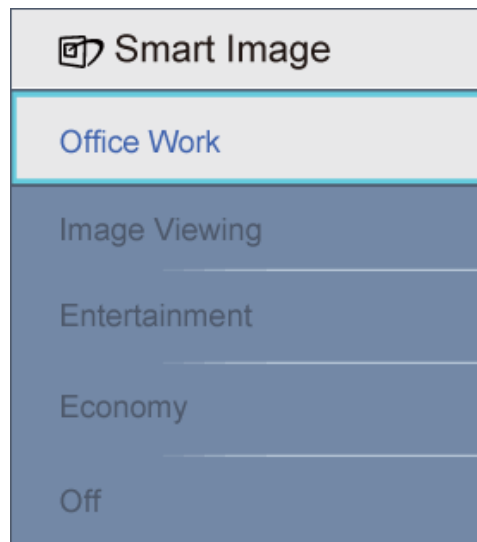 Smart Image
Office Work
Image Viewing
Entertainment
Economy
Off